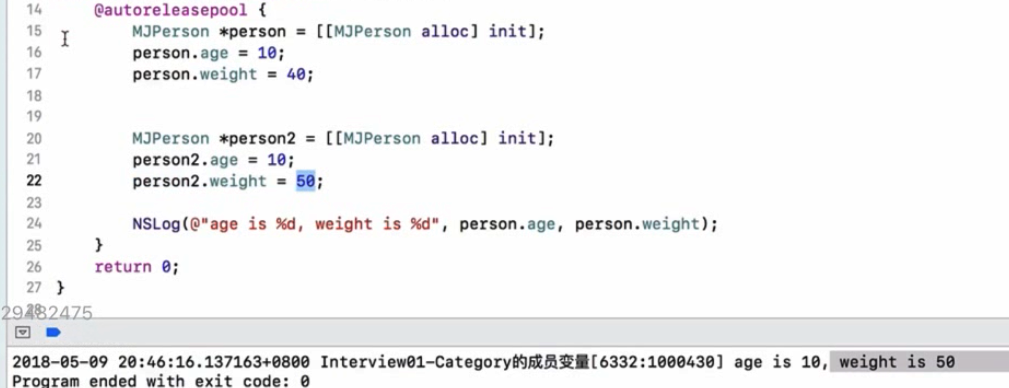 14 @autoreleasepool {
15 MJPerson *person = [[MJPerson alloc] init];
16 person.age = 10;
17 person.weight = 40;
18
19
20 MJPerson *person2 = [[MJPerson alloc] init];
21 person2.age = 10;
22 person2.weight = 50;
23
24 NSLog(@"age is %d, weight is %d", person.age, person.weight);
25 }
26 return 0;
27 }
28
29482475
2018-05-09 20:46:16.137163+0800 Interview01-Category的成员变量[6332:1000430] age is 10, weight is 50
Program ended with exit code: 0